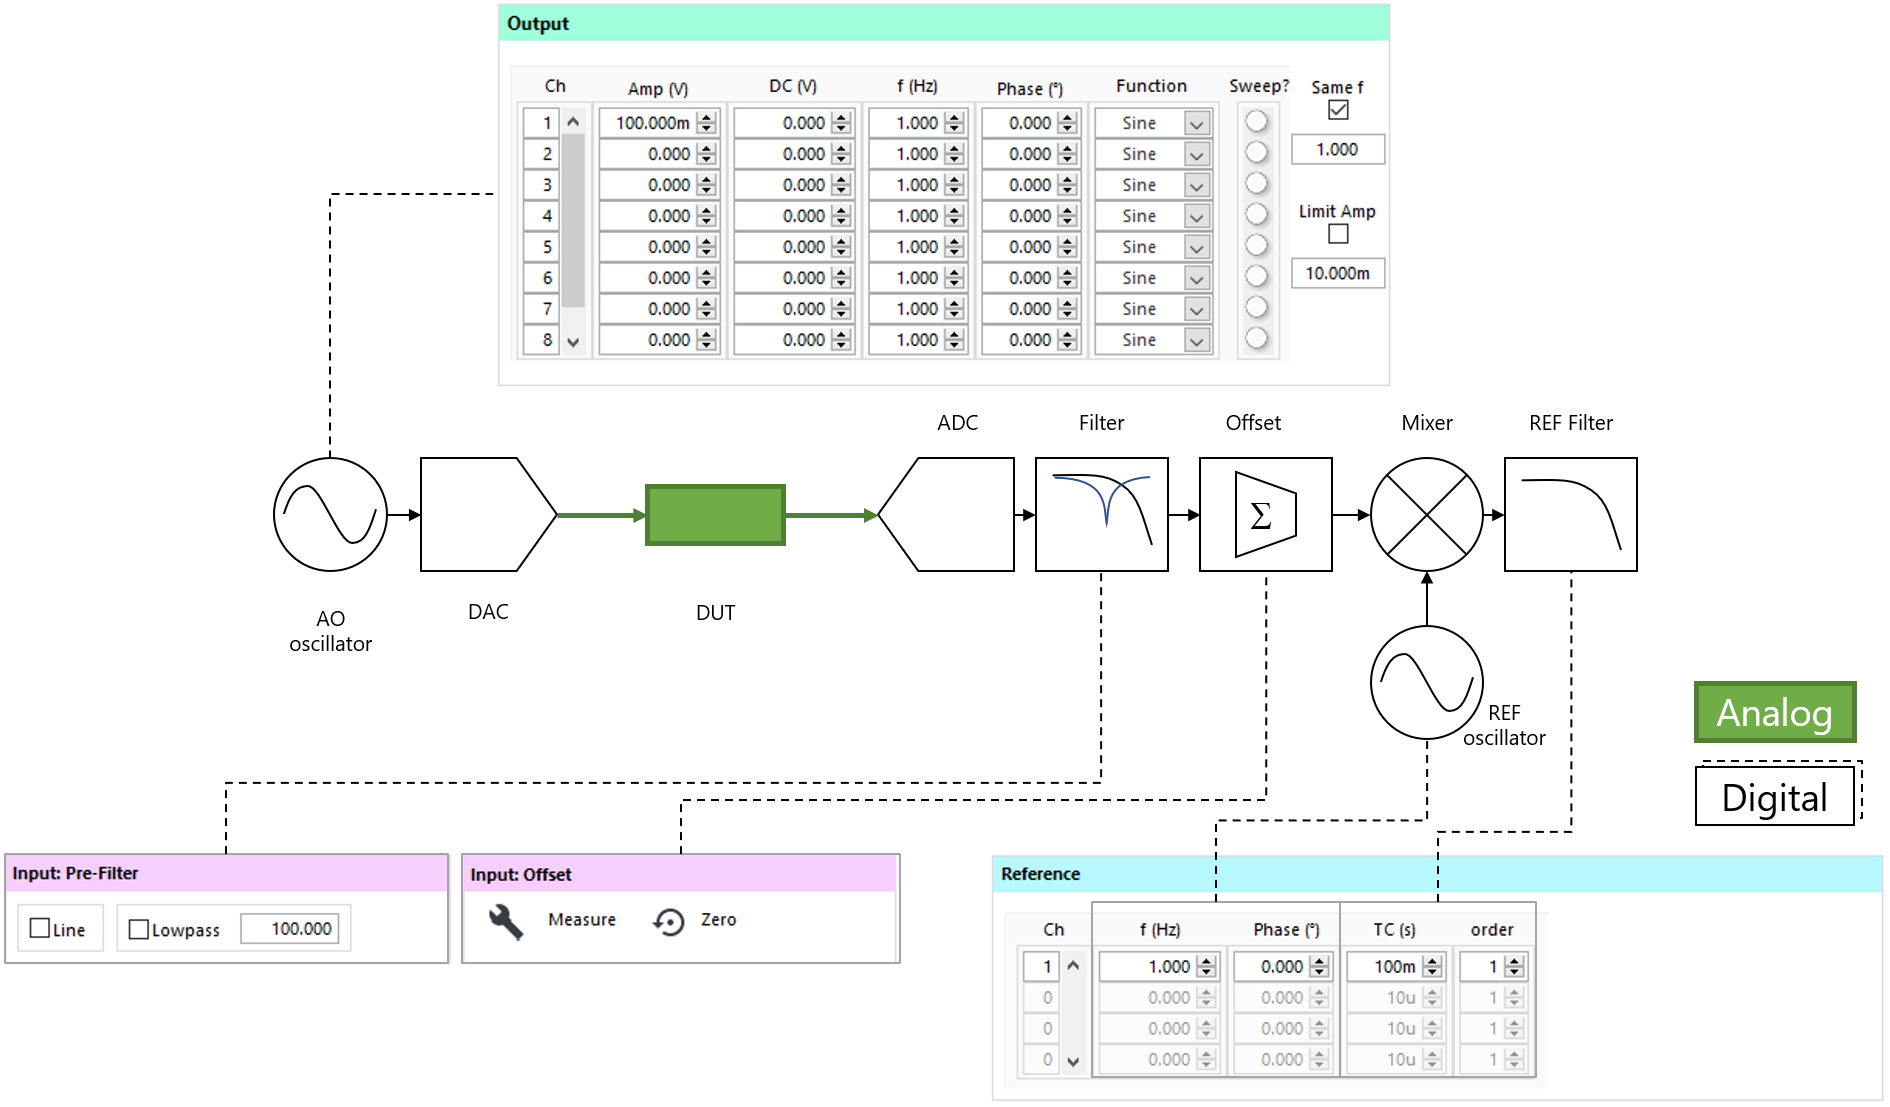 Output
Ch Amp (V) DC (V) f (Hz) Phase (°) Function Sweep? Same f
1 100.000m 0.000 1.000 0.000 Sine
2 0.000 0.000 1.000 0.000 Sine 1.000
3 0.000 0.000 1.000 0.000 Sine
4 0.000 0.000 1.000 0.000 Sine Limit Amp
5 0.000 0.000 1.000 0.000 Sine
6 0.000 0.000 1.000 0.000 Sine 10.000m
7 0.000 0.000 1.000 0.000 Sine
8 0.000 0.000 1.000 0.000 Sine
ADC Filter Offset Mixer REF Filter
Σ
AO
oscillator
DAC
DUT
REF
oscillator
Analog
Digital
Input: Pre-Filter
Line Lowpass 100.000
Input: Offset
Measure Zero
Reference
Ch f (Hz) Phase (°) TC (s) order
1 1.000 0.000 100m 1
0 0.000 0.000 10u 1
0 0.000 0.000 10u 1
0 0.000 0.000 10u 1